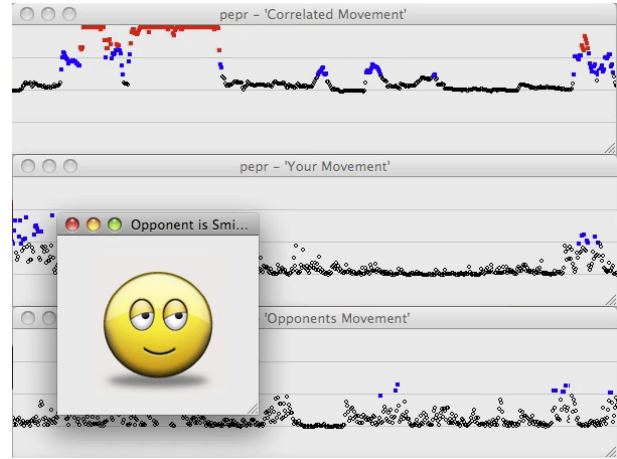 pepr - 'Correlated Movement'
pepr - 'Your Movement'
Opponent is Smi...
'Opponents Movement'